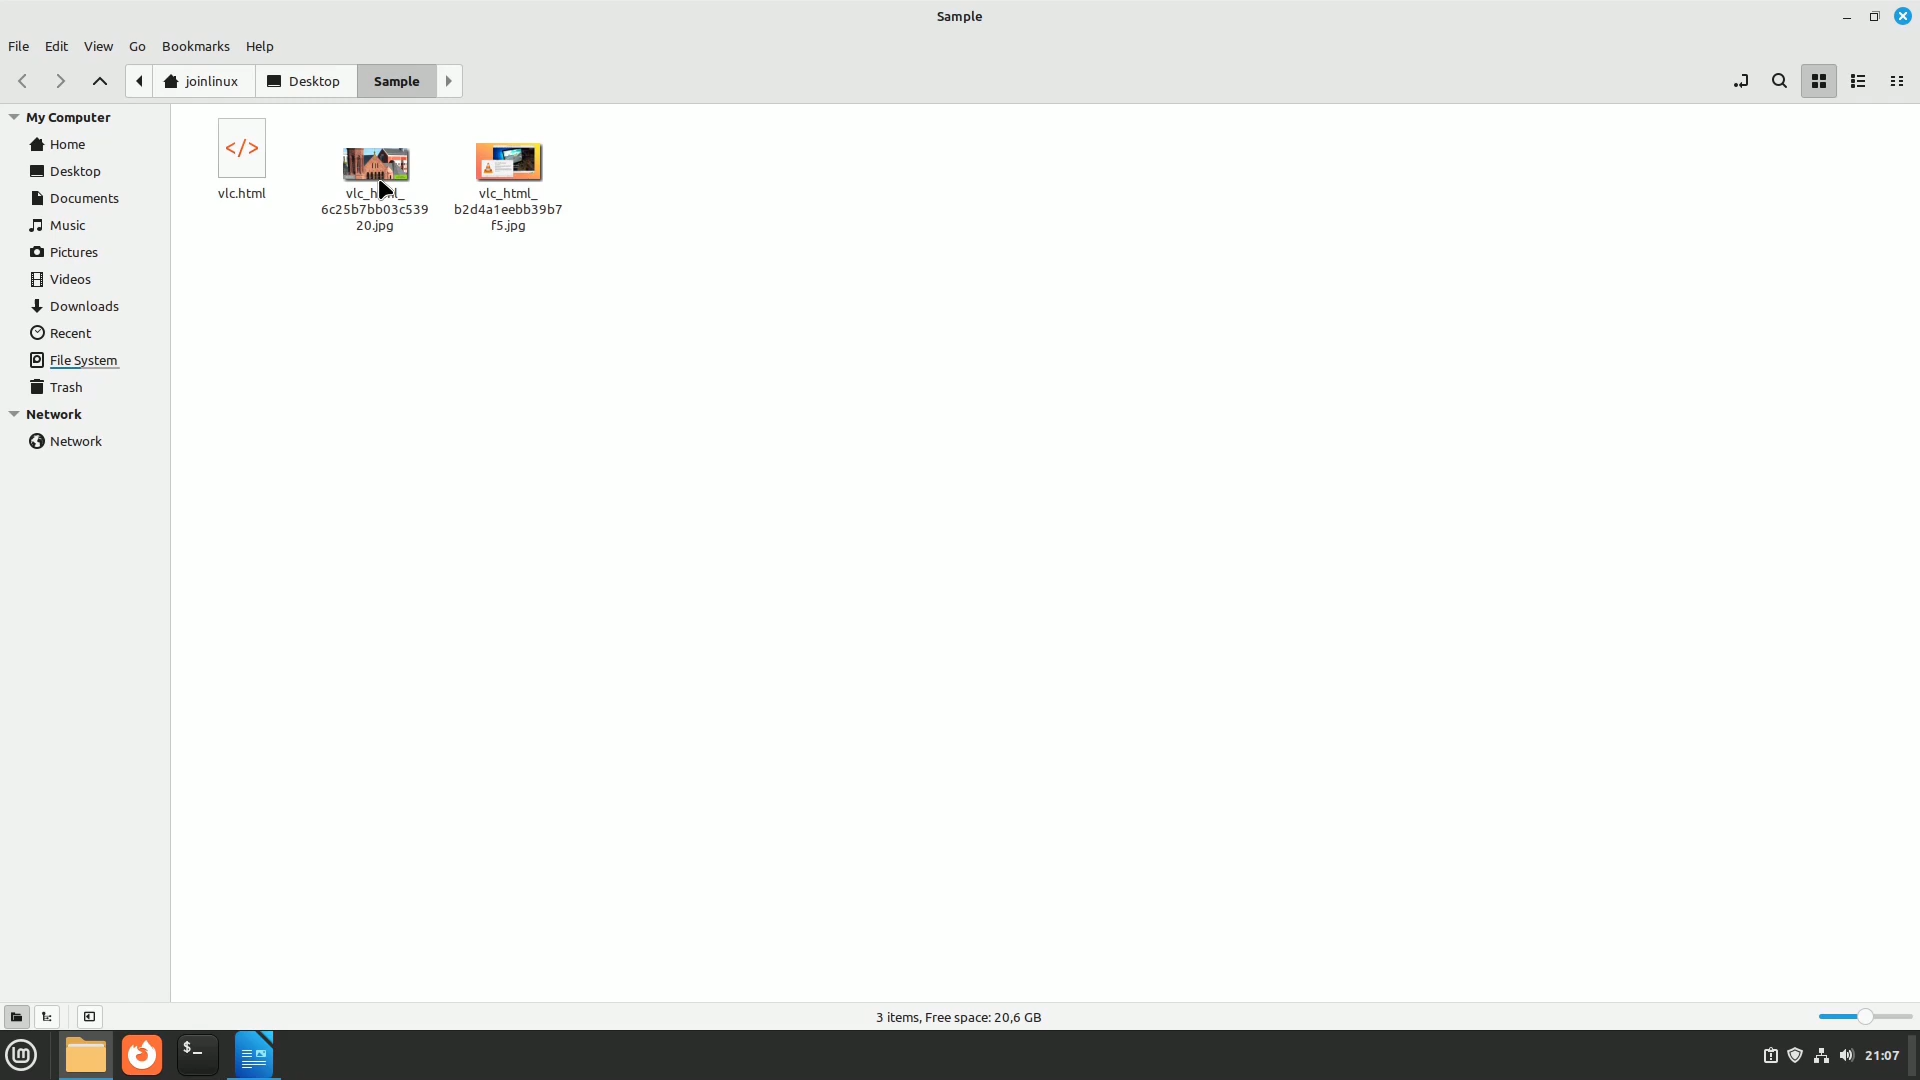 Sample
File Edit View Go Bookmarks Help
joinlinux Desktop Sample
My Computer
Home
Desktop
Documents
Music
Pictures
Videos
Downloads
Recent
File System
Trash
Network
Network
vlc.html
20.jpg
6c25b7bb03c539
vlc_html_
b2d4a1eebb39b7
f5.jpg
3 items, Free space: 20,6 GB
$_
lm
21:07